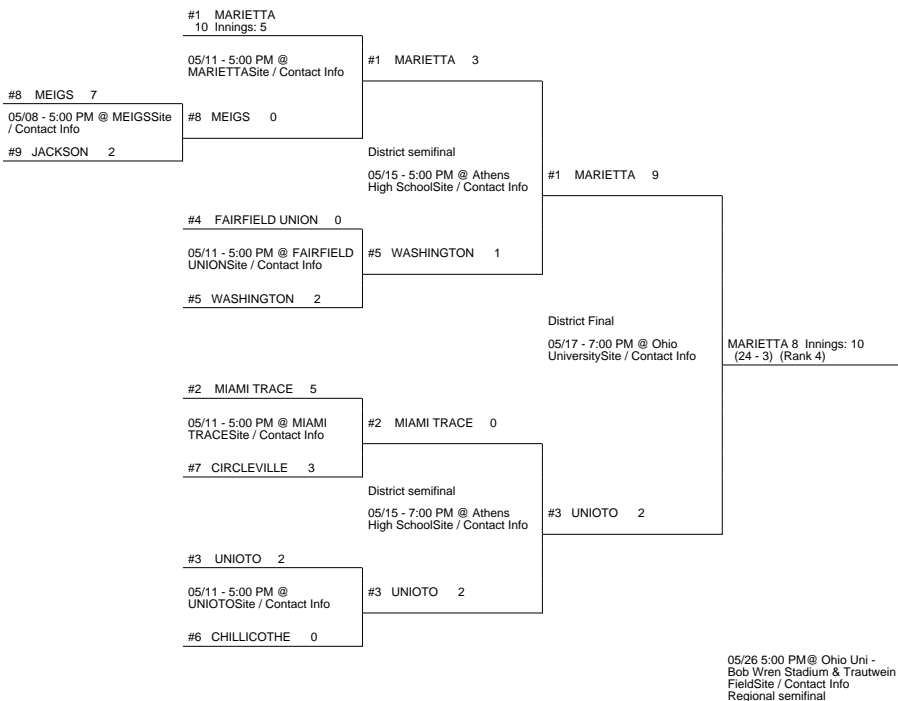 #1 MARIETTA
10 Innings: 5
05/11 - 5:00 PM @
MARIETTASite / Contact Info
#1 MARIETTA 3
#8 MEIGS 7
05/08 - 5:00 PM @ MEIGSSite
/ Contact Info
#8 MEIGS 0
#9 JACKSON 2
District semifinal
05/15 - 5:00 PM @ Athens
High SchoolSite / Contact Info
#1 MARIETTA 9
#4 FAIRFIELD UNION 0
05/11 - 5:00 PM @ FAIRFIELD
UNIONSite / Contact Info
#5 WASHINGTON 1
#5 WASHINGTON 2
District Final
05/17 - 7:00 PM @ Ohio
UniversitySite / Contact Info
MARIETTA 8 Innings: 10
(24 - 3) (Rank 4)
#2 MIAMI TRACE 5
05/11 - 5:00 PM @ MIAMI
TRACESite / Contact Info
#2 MIAMI TRACE 0
#7 CIRCLEVILLE 3
District semifinal
05/15 - 7:00 PM @ Athens
High SchoolSite / Contact Info
#3 UNIOTO 2
#3 UNIOTO 2
05/11 - 5:00 PM @
UNIOTOSite / Contact Info
#3 UNIOTO 2
#6 CHILLICOTHE 0
05/26 5:00 PM@ Ohio Uni -
Bob Wren Stadium & Trautwein
FieldSite / Contact Info
Regional semifinal